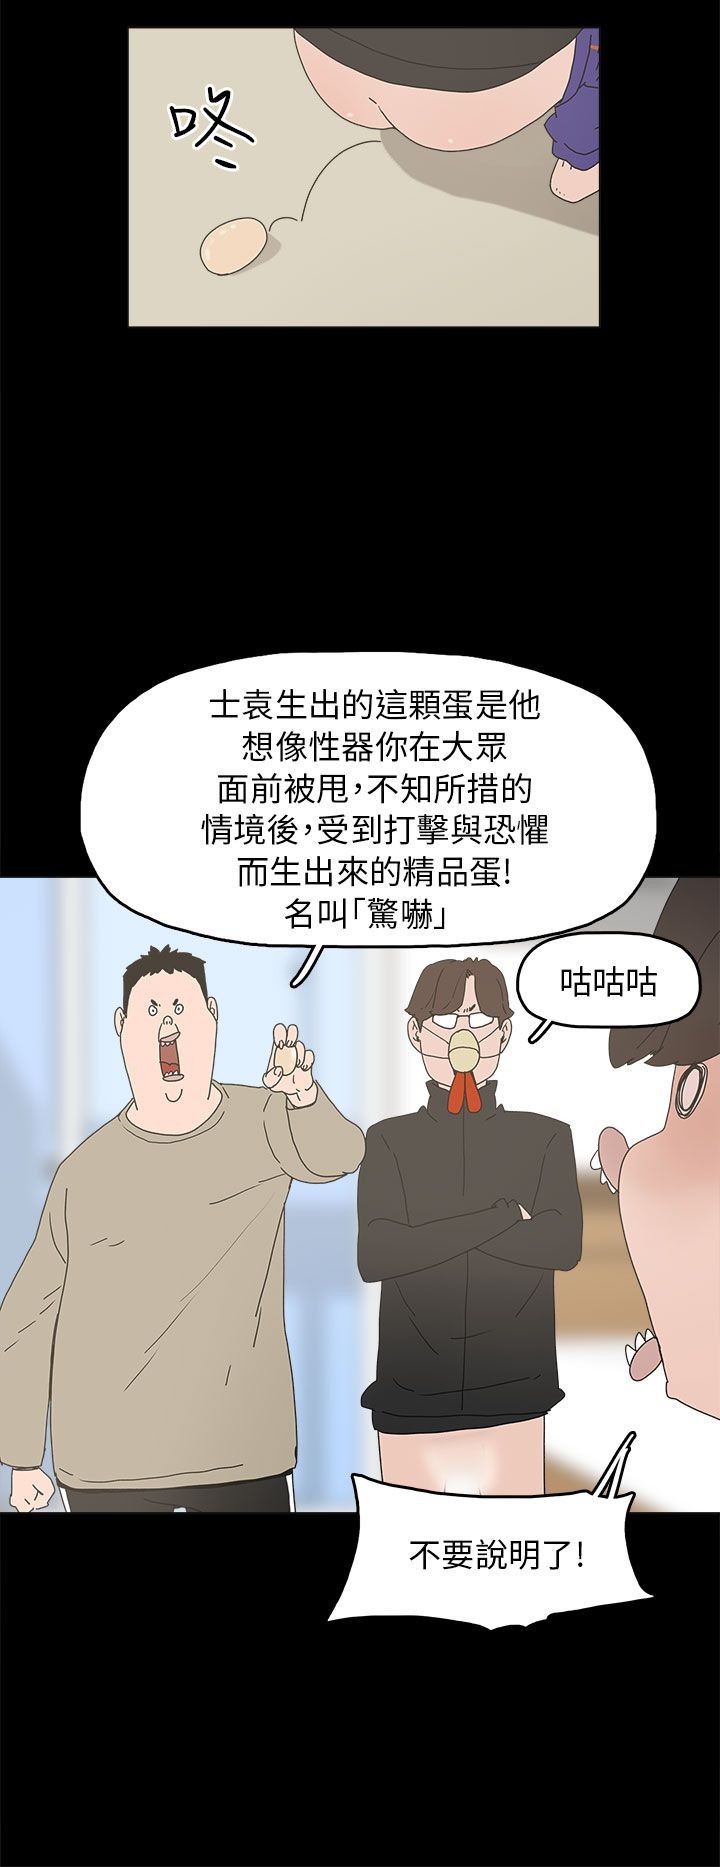 咚
士袁生出的這顆蛋是他
想像性器你在大眾
面前被甩，不知所措的
情境後，受到打擊與恐懼
而生出來的精品蛋!
名叫「驚嚇」
咕咕咕
不要說明了!